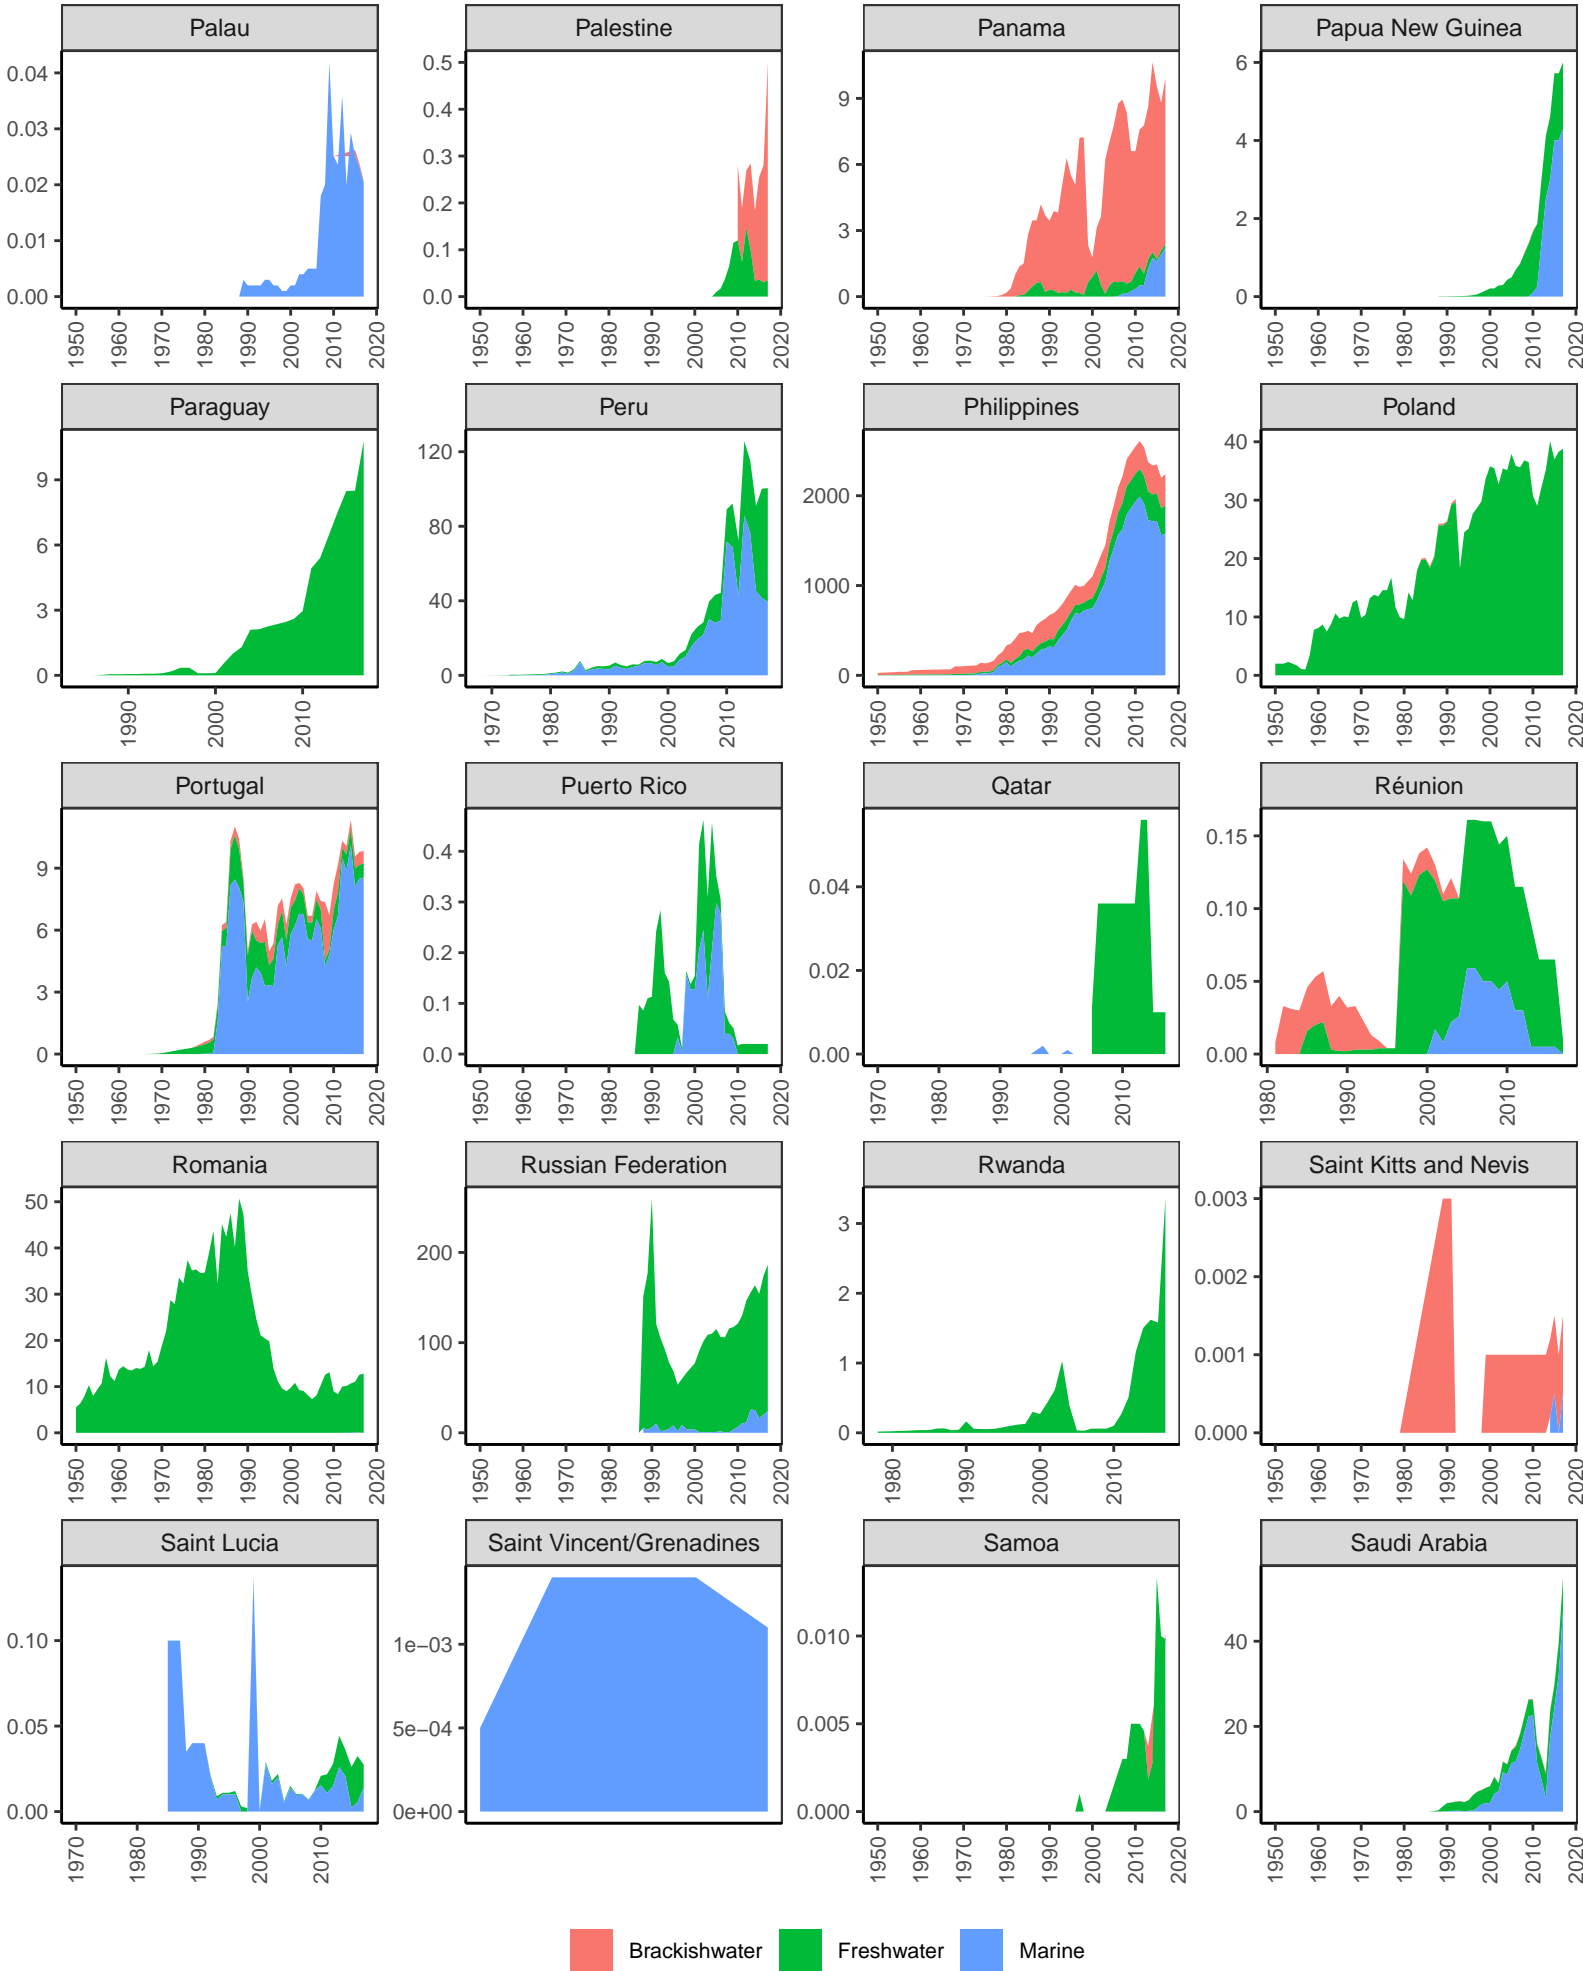 Palau Palestine Panama Papua New Guinea
0.04
0.03
0.02
0.01
0.00
0.5
0.4
0.3
0.2
0.1
0.0
9
6
3
0
6
4
2
0
1950 1960 1970 1980 1990 2000 2010 2020
1950 1960 1970 1980 1990 2000 2010 2020
1950 1960 1970 1980 1990 2000 2010 2020
1950 1960 1970 1980 1990 2000 2010 2020
Paraguay Peru Philippines Poland
9
6
3
0
120
80
40
0
2000
1000
0
40
30
20
10
0
1990 2000 2010
1970 1980 1990 2000 2010
1950 1960 1970 1980 1990 2000 2010 2020
1950 1960 1970 1980 1990 2000 2010 2020
Portugal Puerto Rico Qatar Réunion
9
6
3
0
0.4
0.3
0.2
0.1
0.0
0.04
0.02
0.00
0.15
0.10
0.05
0.00
1950 1960 1970 1980 1990 2000 2010 2020
1950 1960 1970 1980 1990 2000 2010 2020
1970 1980 1990 2000 2010
1980 1990 2000 2010
Romania Russian Federation Rwanda Saint Kitts and Nevis
50
40
30
20
10
0
200
100
0
3
2
1
0
0.003
0.002
0.001
0.000
1950 1960 1970 1980 1990 2000 2010 2020
1950 1960 1970 1980 1990 2000 2010 2020
1980 1990 2000 2010
1950 1960 1970 1980 1990 2000 2010 2020
Saint Lucia Saint Vincent/Grenadines Samoa Saudi Arabia
0.10
0.05
0.00
1e−03
5e−04
0e+00
0.010
0.005
0.000
40
20
0
1970 1980 1990 2000 2010
1950 1960 1970 1980 1990 2000 2010 2020
1950 1960 1970 1980 1990 2000 2010 2020
Brackishwater Freshwater Marine